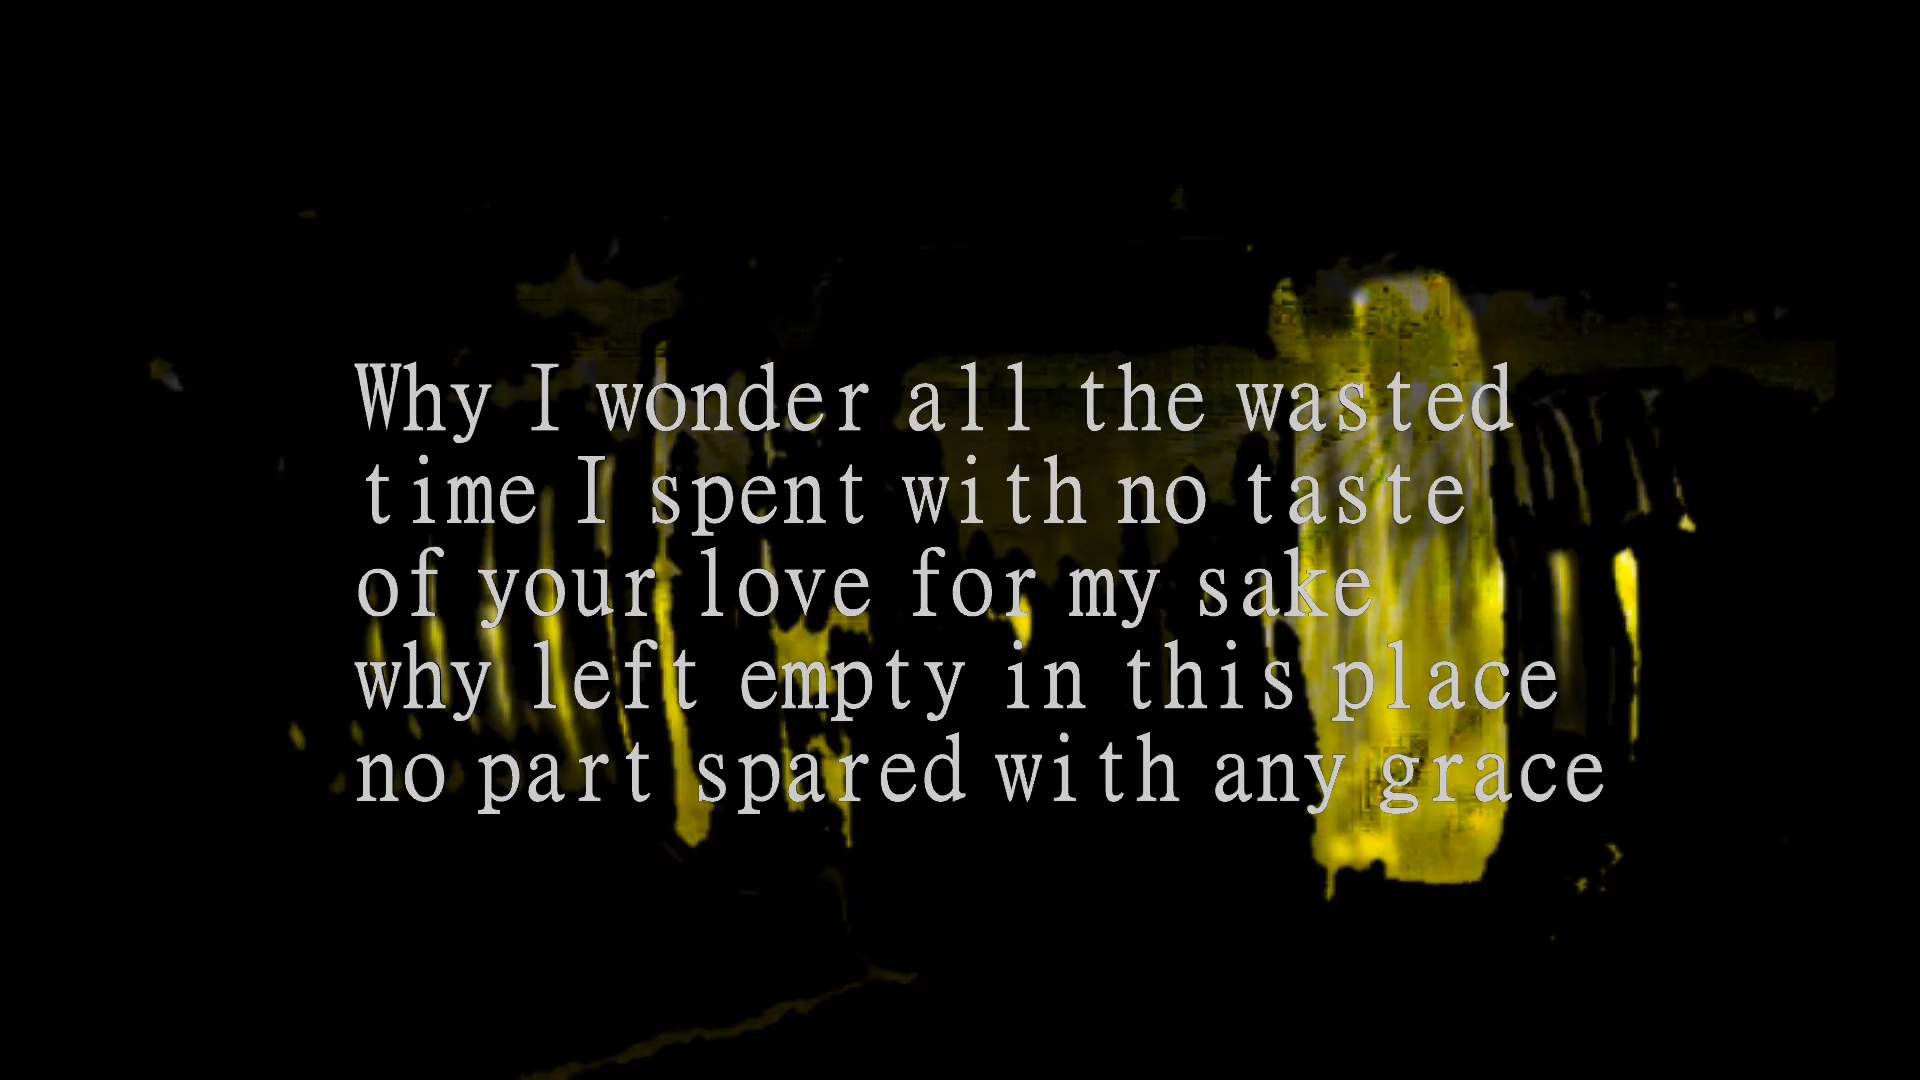 Why I wonder all the wasted
time I spent with no taste
of your love for my sake
why left empty in this place
no part spared with any grace